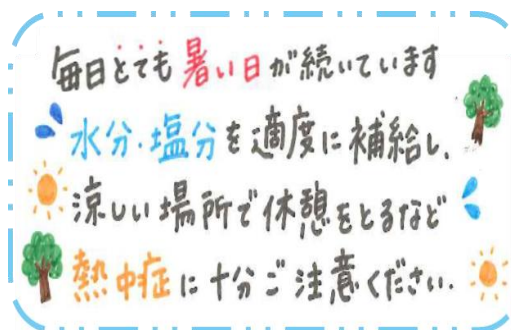 毎日とても暑い日が続いています
水分・塩分を適度に補給し、
涼しい場所で休憩をとるなど
熱中症に十分ご注意ください。